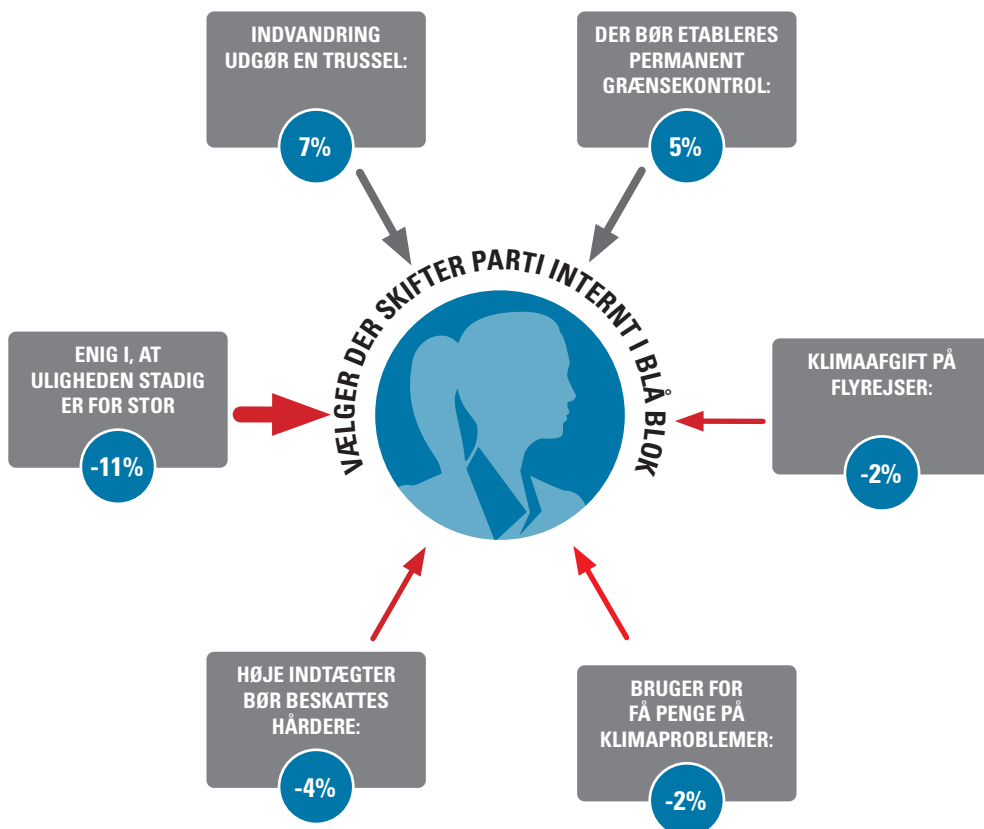 INDVANDRING
UDGØR EN TRUSSEL:
7%
DER BØR ETABLERES
PERMANENT
GRÆNSEKONTROL:
5%
VÆLGER DER SKIFTER PARTI INTERNT I BLÅ BLOK
ENIG I, AT
ULIGHEDEN STADIG
ER FOR STOR
-11%
KLIMAAFGIFT PÅ
FLYREJSER:
-2%
HØJE INDTÆGTER
BØR BESKATTES
HÅRDERE:
-4%
BRUGER FOR
FÅ PENGE PÅ
KLIMAPROBLEMER:
-2%